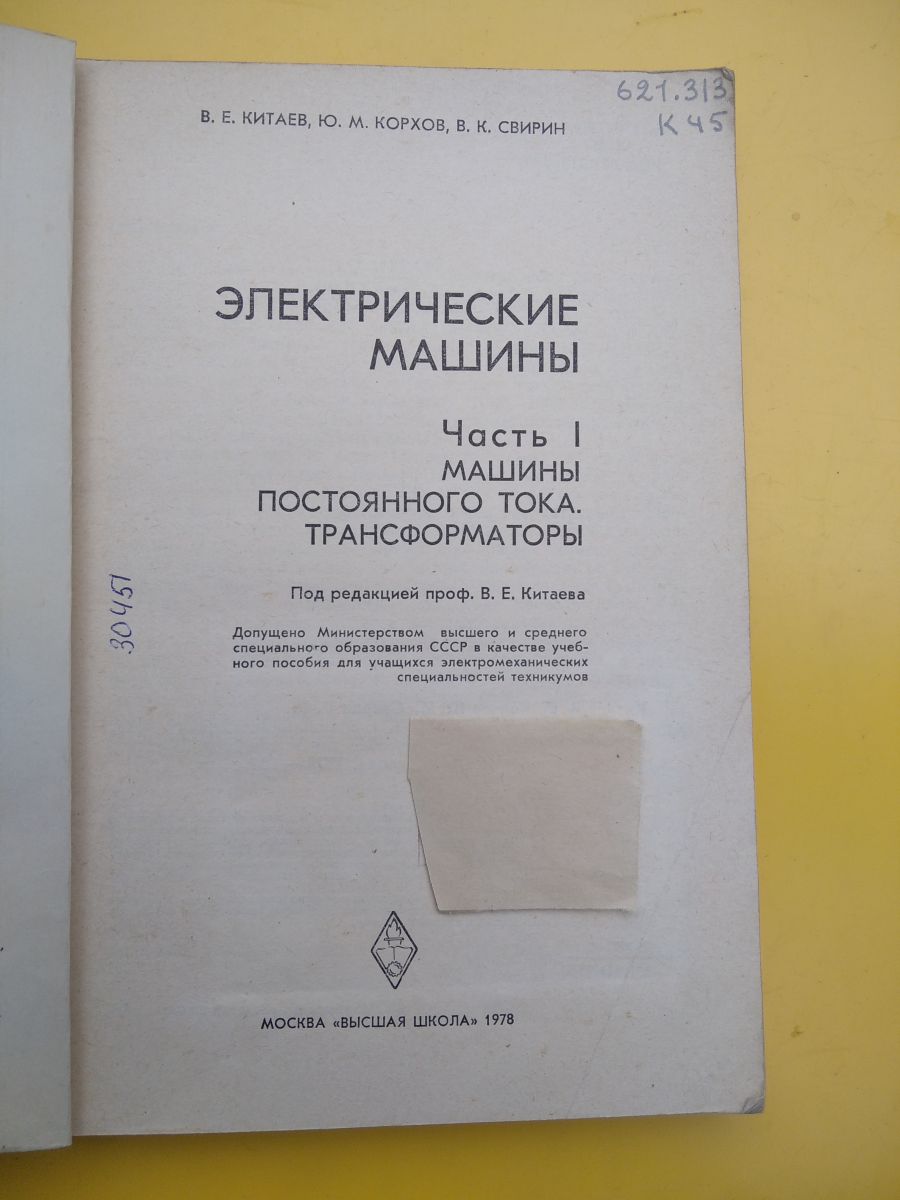 621.313
К 45
В. Е. КИТАЕВ, Ю. М. КОРХОВ, В. К. СВИРИН
ЭЛЕКТРИЧЕСКИЕ
МАШИНЫ
Часть I
МАШИНЫ
ПОСТОЯННОГО ТОКА.
ТРАНСФОРМАТОРЫ
30451
Под редакцией проф. В. Е. Китаева
Допущено Министерством высшего и среднего
специального образования СССР в качестве учеб-
ного пособия для учащихся электромеханических
специальностей техникумов
МОСКВА «ВЫСШАЯ ШКОЛА» 1978